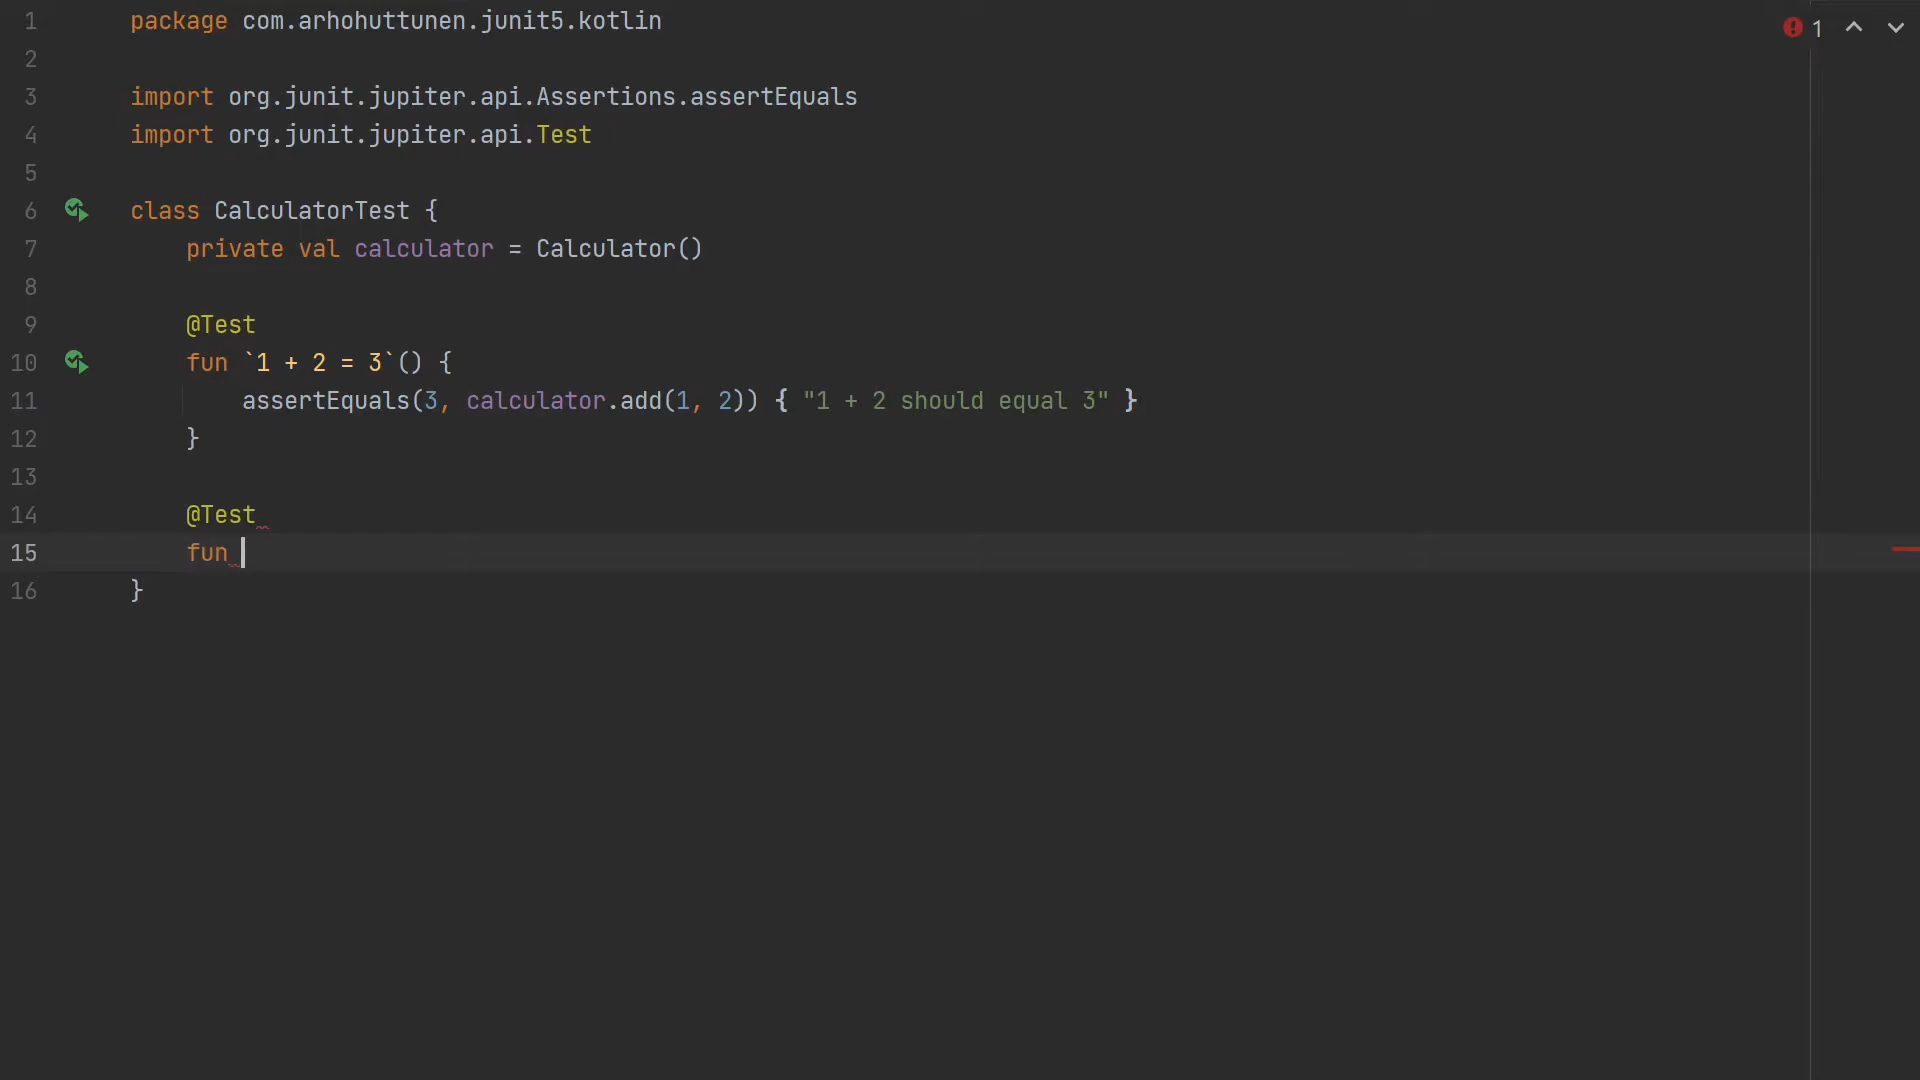 1 package com.arhohuttunen.junit5.kotlin
2
3 import org.junit.jupiter.api.Assertions.assertEquals
4 import org.junit.jupiter.api.Test
5
6 class CalculatorTest {
7     private val calculator = Calculator()
8
9     @Test
10     fun `1 + 2 = 3`() {
11         assertEquals(3, calculator.add(1, 2)) { "1 + 2 should equal 3" }
12     }
13
14     @Test
15     fun
16 }
1